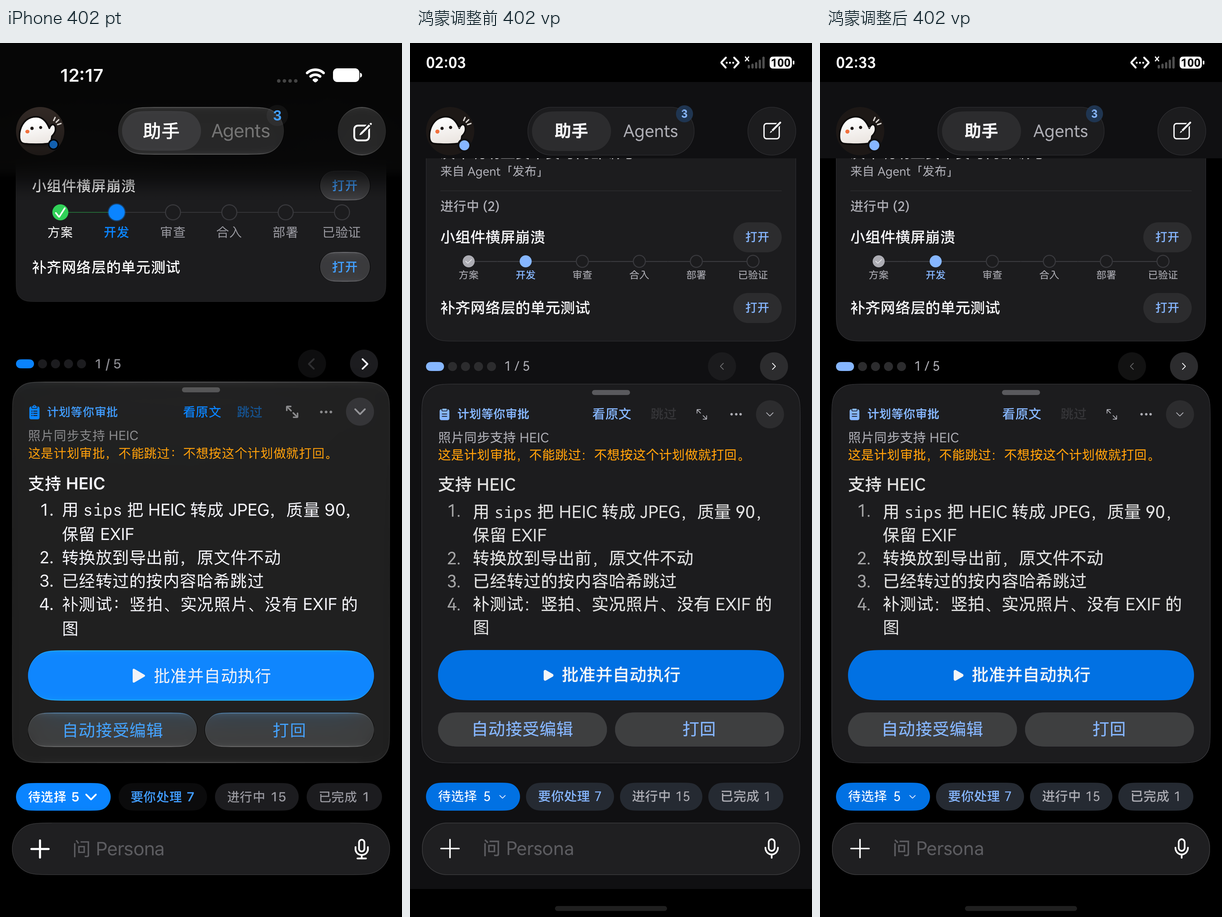 iPhone 402 pt
12:17
助手
Agents
3
小组件横屏崩溃
打开
方案
开发
审查
合入
部署
已验证
补齐网络层的单元测试
打开
1 / 5
计划等你审批
看原文
跳过
照片同步支持 HEIC
这是计划审批，不能跳过：不想按这个计划做就打回。
支持 HEIC
1. 用 sips 把 HEIC 转成 JPEG，质量 90，
保留 EXIF
2. 转换放到导出前，原文件不动
3. 已经转过的按内容哈希跳过
4. 补测试：竖拍、实况照片、没有 EXIF 的
图
批准并自动执行
自动接受编辑
打回
待选择 5
要你处理 7
进行中 15
已完成 1
问 Persona
鸿蒙调整前 402 vp
02:03
100
助手
Agents
3
来自 Agent「发布」
进行中 (2)
小组件横屏崩溃
打开
方案
开发
审查
合入
部署
已验证
补齐网络层的单元测试
打开
1 / 5
计划等你审批
看原文
跳过
照片同步支持 HEIC
这是计划审批，不能跳过：不想按这个计划做就打回。
支持 HEIC
1. 用 sips 把 HEIC 转成 JPEG，质量 90，
保留 EXIF
2. 转换放到导出前，原文件不动
3. 已经转过的按内容哈希跳过
4. 补测试：竖拍、实况照片、没有 EXIF 的
图
批准并自动执行
自动接受编辑
打回
待选择 5
要你处理 7
进行中 15
已完成 1
问 Persona
鸿蒙调整后 402 vp
02:33
100
助手
Agents
3
来自 Agent「发布」
进行中 (2)
小组件横屏崩溃
打开
方案
开发
审查
合入
部署
已验证
补齐网络层的单元测试
打开
1 / 5
计划等你审批
看原文
跳过
照片同步支持 HEIC
这是计划审批，不能跳过：不想按这个计划做就打回。
支持 HEIC
1. 用 sips 把 HEIC 转成 JPEG，质量 90，
保留 EXIF
2. 转换放到导出前，原文件不动
3. 已经转过的按内容哈希跳过
4. 补测试：竖拍、实况照片、没有 EXIF 的
图
批准并自动执行
自动接受编辑
打回
待选择 5
要你处理 7
进行中 15
已完成 1
问 Persona